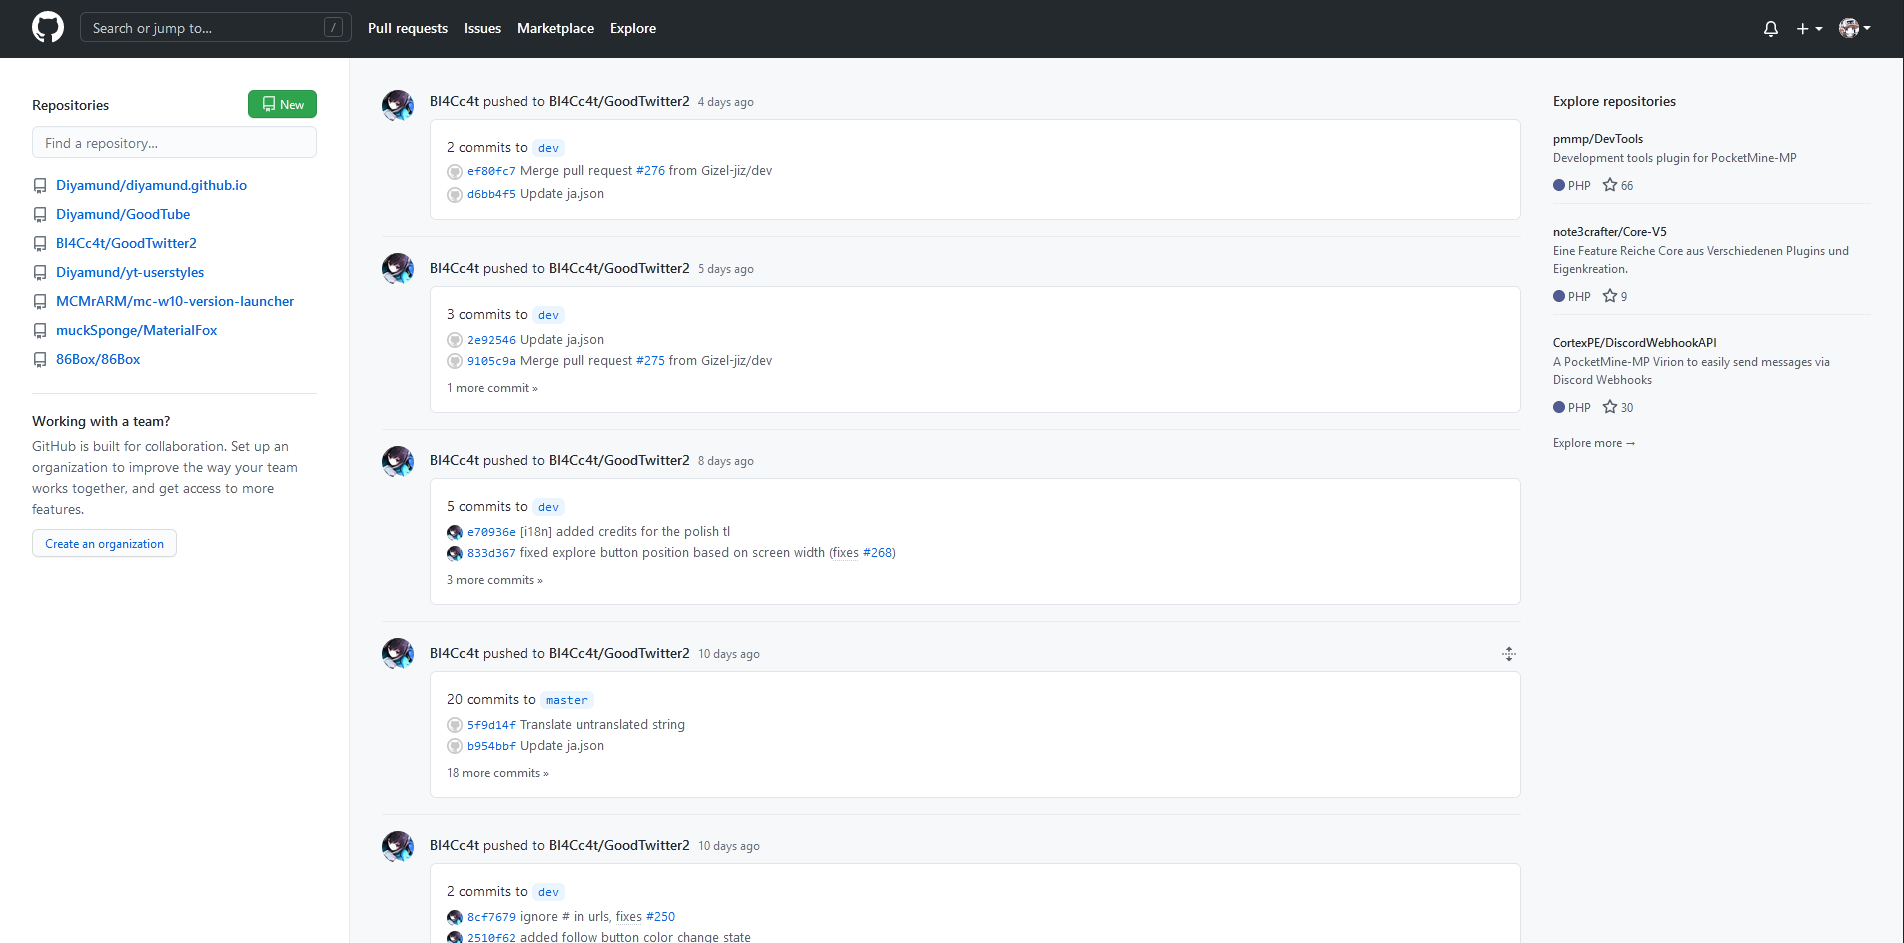 Search or jump to...
/
Pull requests
Issues
Marketplace
Explore
Repositories
New
Find a repository...
Diyamund/diyamund.github.io
Diyamund/GoodTube
Bl4Cc4t/GoodTwitter2
Diyamund/yt-userstyles
MCMrARM/mc-w10-version-launcher
muckSponge/MaterialFox
86Box/86Box
Working with a team?
GitHub is built for collaboration. Set up an
organization to improve the way your team
works together, and get access to more
features.
Create an organization
Bl4Cc4t pushed to Bl4Cc4t/GoodTwitter2 4 days ago
2 commits to dev
ef80fc7 Merge pull request #276 from Gizel-jiz/dev
d6bb4f5 Update ja.json
Bl4Cc4t pushed to Bl4Cc4t/GoodTwitter2 5 days ago
3 commits to dev
2e92546 Update ja.json
9105c9a Merge pull request #275 from Gizel-jiz/dev
1 more commit »
Bl4Cc4t pushed to Bl4Cc4t/GoodTwitter2 8 days ago
5 commits to dev
e70936e [i18n] added credits for the polish tl
833d367 fixed explore button position based on screen width (fixes #268)
3 more commits »
Bl4Cc4t pushed to Bl4Cc4t/GoodTwitter2 10 days ago
20 commits to master
5f9d14f Translate untranslated string
b954bbf Update ja.json
18 more commits »
Bl4Cc4t pushed to Bl4Cc4t/GoodTwitter2 10 days ago
2 commits to dev
8cf7679 ignore # in urls, fixes #250
2510f62 added follow button color change state
Explore repositories
pmmp/DevTools
Development tools plugin for PocketMine-MP
PHP 66
note3crafter/Core-V5
Eine Feature Reiche Core aus Verschiedenen Plugins und
Eigenkreation.
PHP 9
CortexPE/DiscordWebhookAPI
A PocketMine-MP Virion to easily send messages via
Discord Webhooks
PHP 30
Explore more →